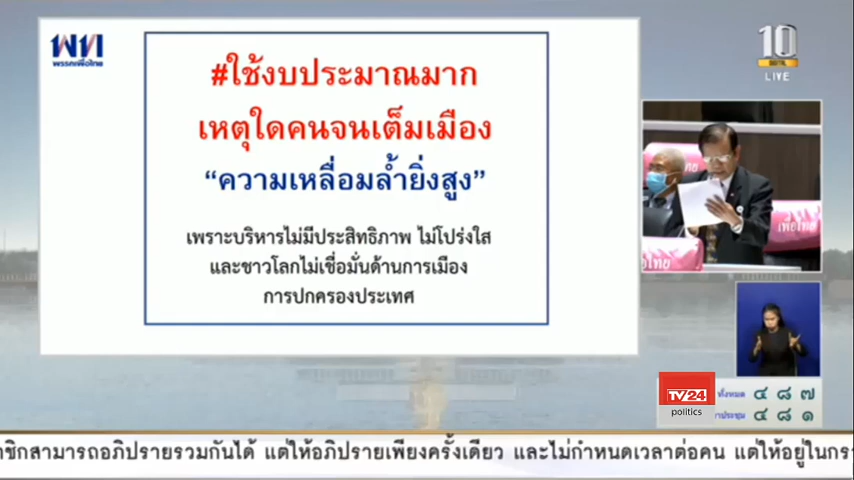 พท
พรรคเพื่อไทย
#ใช้งบประมาณมาก
เหตุใดคนจนเต็มเมือง
“ความเหลื่อมล้ำยิ่งสูง”
เพราะบริหารไม่มีประสิทธิภาพ ไม่โปร่งใส
และชาวโลกไม่เชื่อมั่นด้านการเมือง
การปกครองประเทศ
10
DIGITAL
LIVE
เพื่อไทย
TV24
politics
ทั้งหมด ๔๘๗
๔๘๑
สามารถอภิปรายรวมกันได้ แต่ให้อภิปรายเพียงครั้งเดียว และไม่กำหนดเวลาต่อคน แต่ให้อยู่ใน